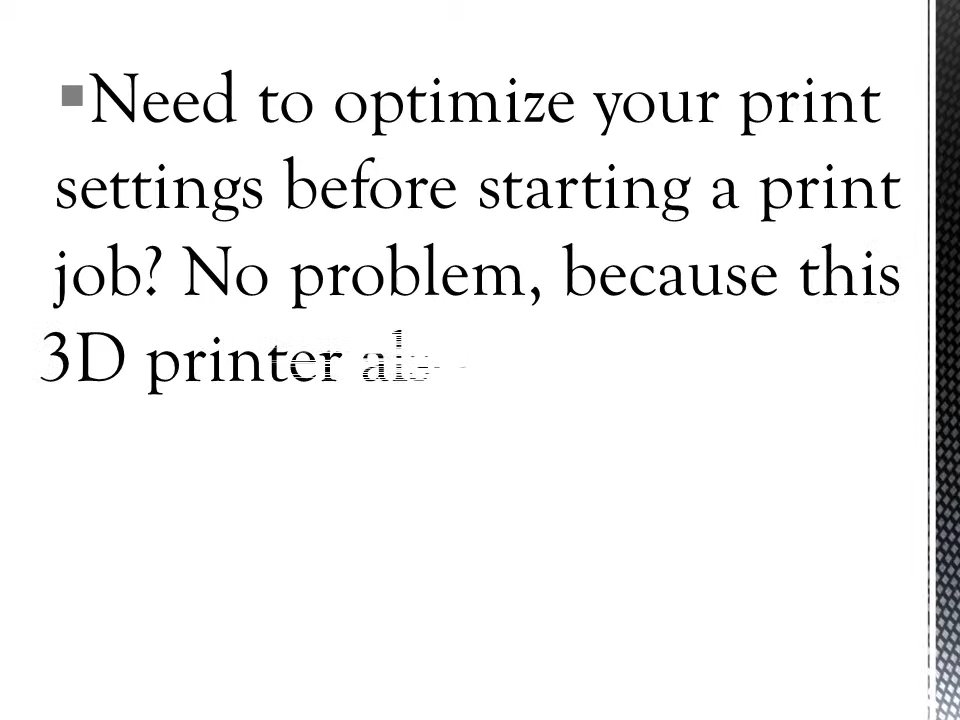 Need to optimize your print
settings before starting a print
job? No problem, because this
3D printer